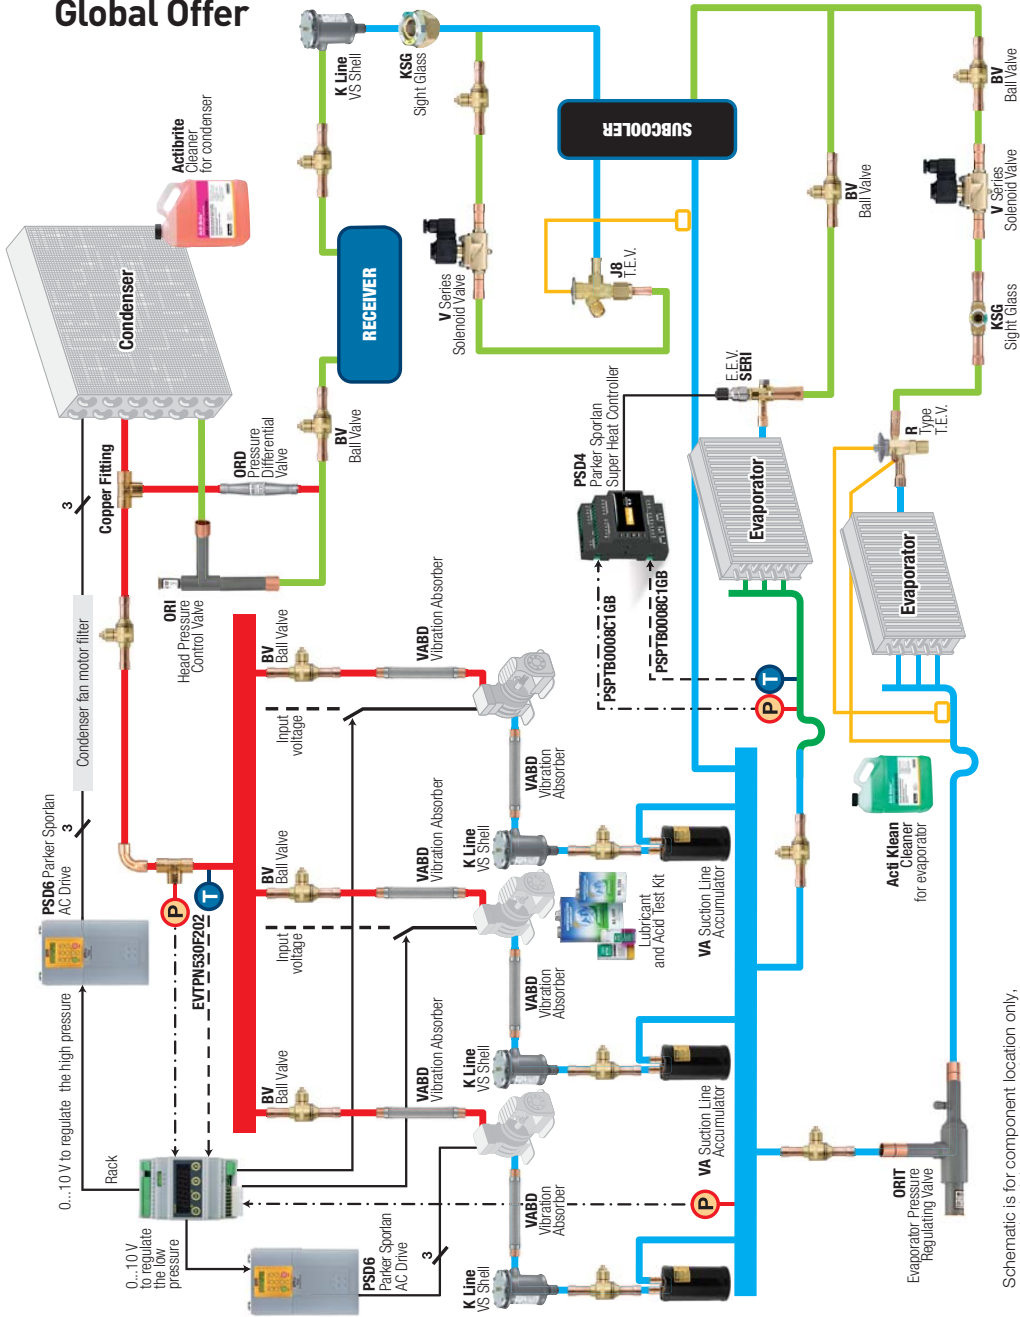 Global Offer
K Line
VS Shell
KSG
Sight Glass
BV
Ball Valve
Actibrite
Cleaner
for condenser
SUBCOOLER
Condenser
BV
Ball Valve
V Series
Solenoid Valve
V Series
Solenoid Valve
J8
T.E.V.
RECEIVER
KSG
Sight Glass
E.E.V.
SERI
BV
Ball Valve
ORD
Pressure
Differential
Valve
R
Type
T.E.V.
PSD4
Parker Sporlan
Super Heat Controller
Copper Fitting
3
Evaporator
Evaporator
ORI
Head Pressure
Control Valve
PSPTB0008C1GB
PSPTB0008C1GB
BV
Ball Valve
VABD
Vibration Absorber
Condenser fan motor filter
Input
voltage
P
T
VABD
Vibration
Absorber
3
Acti Klean
Cleaner
for evaporator
PSD6 Parker Sporlan
AC Drive
BV
Ball Valve
VABD
Vibration Absorber
K Line
VS Shell
P
T
EVTPN530F202
Input
voltage
Lubricant
and Acid Test Kit
VA Suction Line
Accumulator
VABD
Vibration
Absorber
0...10 V to regulate the high pressure
BV
Ball Valve
VABD
Vibration Absorber
K Line
VS Shell
VA Suction Line
Accumulator
Rack
P
VABD
Vibration
Absorber
ORIT
Evaporator Pressure
Regulating Valve
0...10 V
to regulate
the low
pressure
PSD6
Parker Sporlan
AC Drive
3
K Line
VS Shell
Schematic is for component location only,